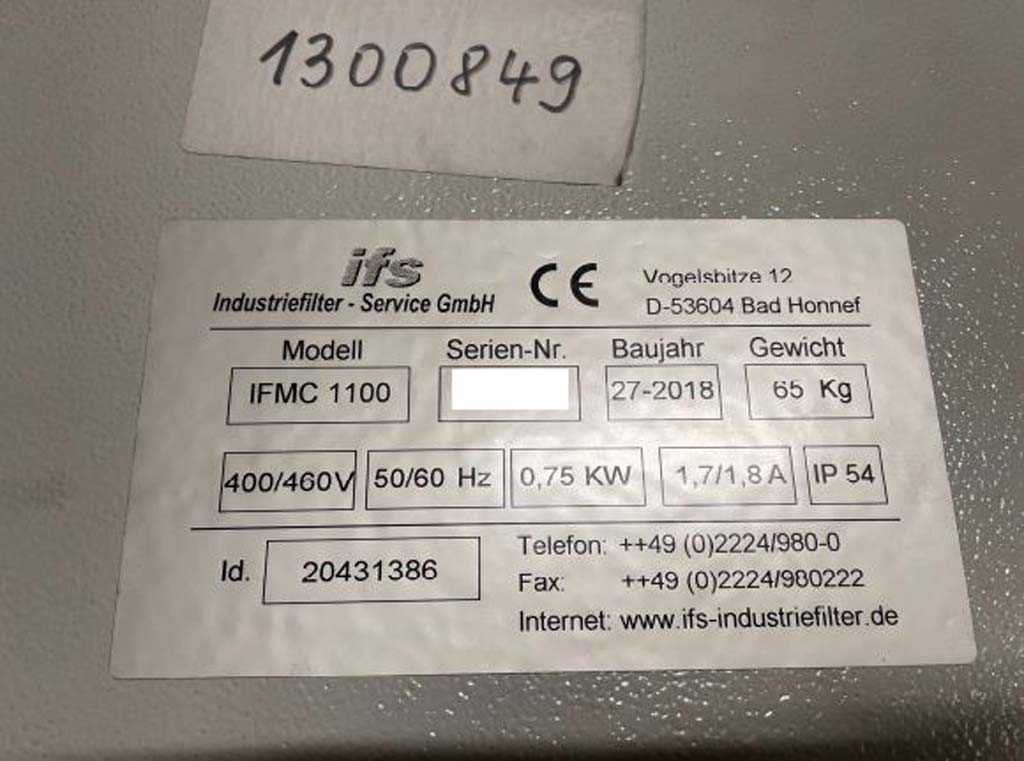 1300849
ifs
Industriefilter - Service GmbH
CE
Vogelsbitze 12
D-53604 Bad Honnef
Modell Serien-Nr. Baujahr Gewicht
IFMC 1100 27-2018 65 Kg
400/460V 50/60 Hz 0,75 KW 1,7/1,8 A IP 54
Id. 20431386
Telefon: ++49 (0)2224/980-0
Fax: ++49 (0)2224/980222
Internet: www.ifs-industriefilter.de